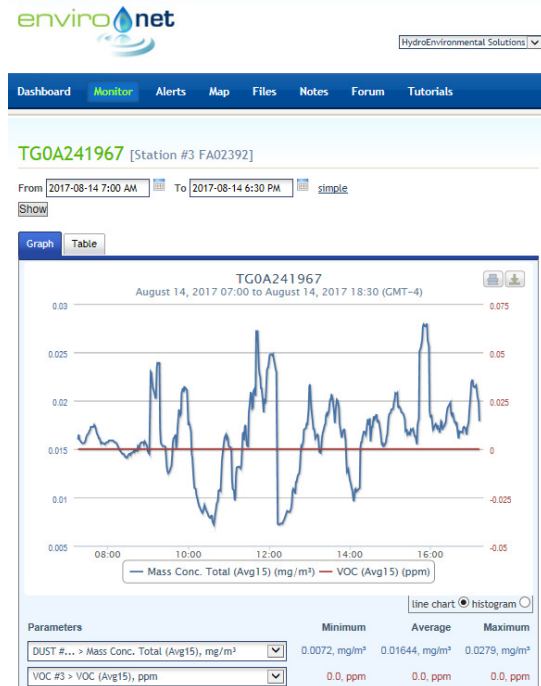 enviro net
HydroEnvironmental Solutions
Dashboard Monitor Alerts Map Files Notes Forum Tutorials
TG0A241967 [Station #3 FA02392]
From 2017-08-14 7:00 AM To 2017-08-14 6:30 PM simple
Show
Graph Table
TG0A241967
August 14, 2017 07:00 to August 14, 2017 18:30 (GMT-4)
0.03 0.075
0.025 0.05
0.02 0.025
0.015 0
0.01 -0.025
0.005 -0.05
08:00 10:00 12:00 14:00 16:00
Mass Conc. Total (Avg15) (mg/m³) VOC (Avg15) (ppm)
line chart histogram
Parameters Minimum Average Maximum
DUST #... > Mass Conc. Total (Avg15), mg/m³ 0.0072, mg/m³ 0.01644, mg/m³ 0.0279, mg/m³
VOC #3 > VOC (Avg15), ppm 0.0, ppm 0.0, ppm 0.0, ppm